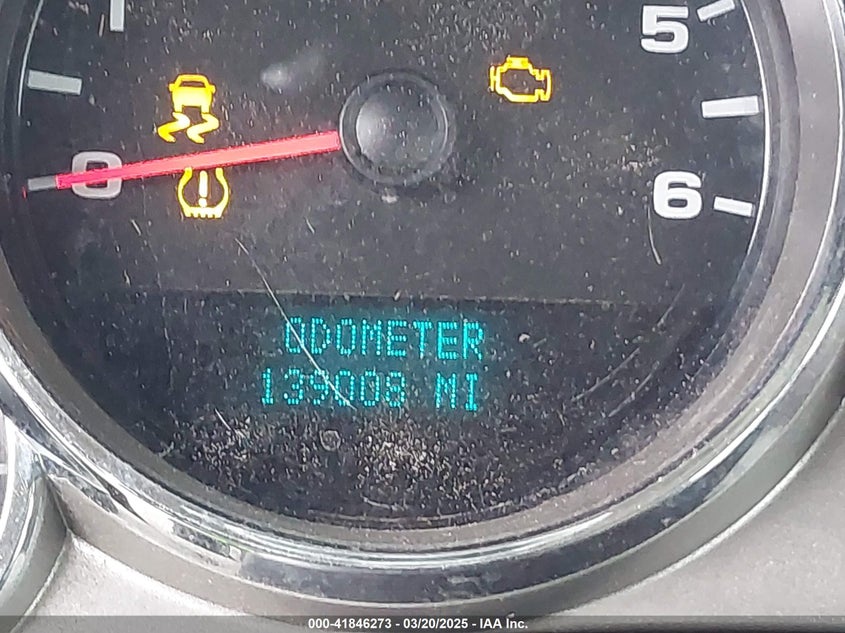 5
0
6
ODOMETER
139008 MI
000-41846273 - 03/20/2025 - IAA Inc.